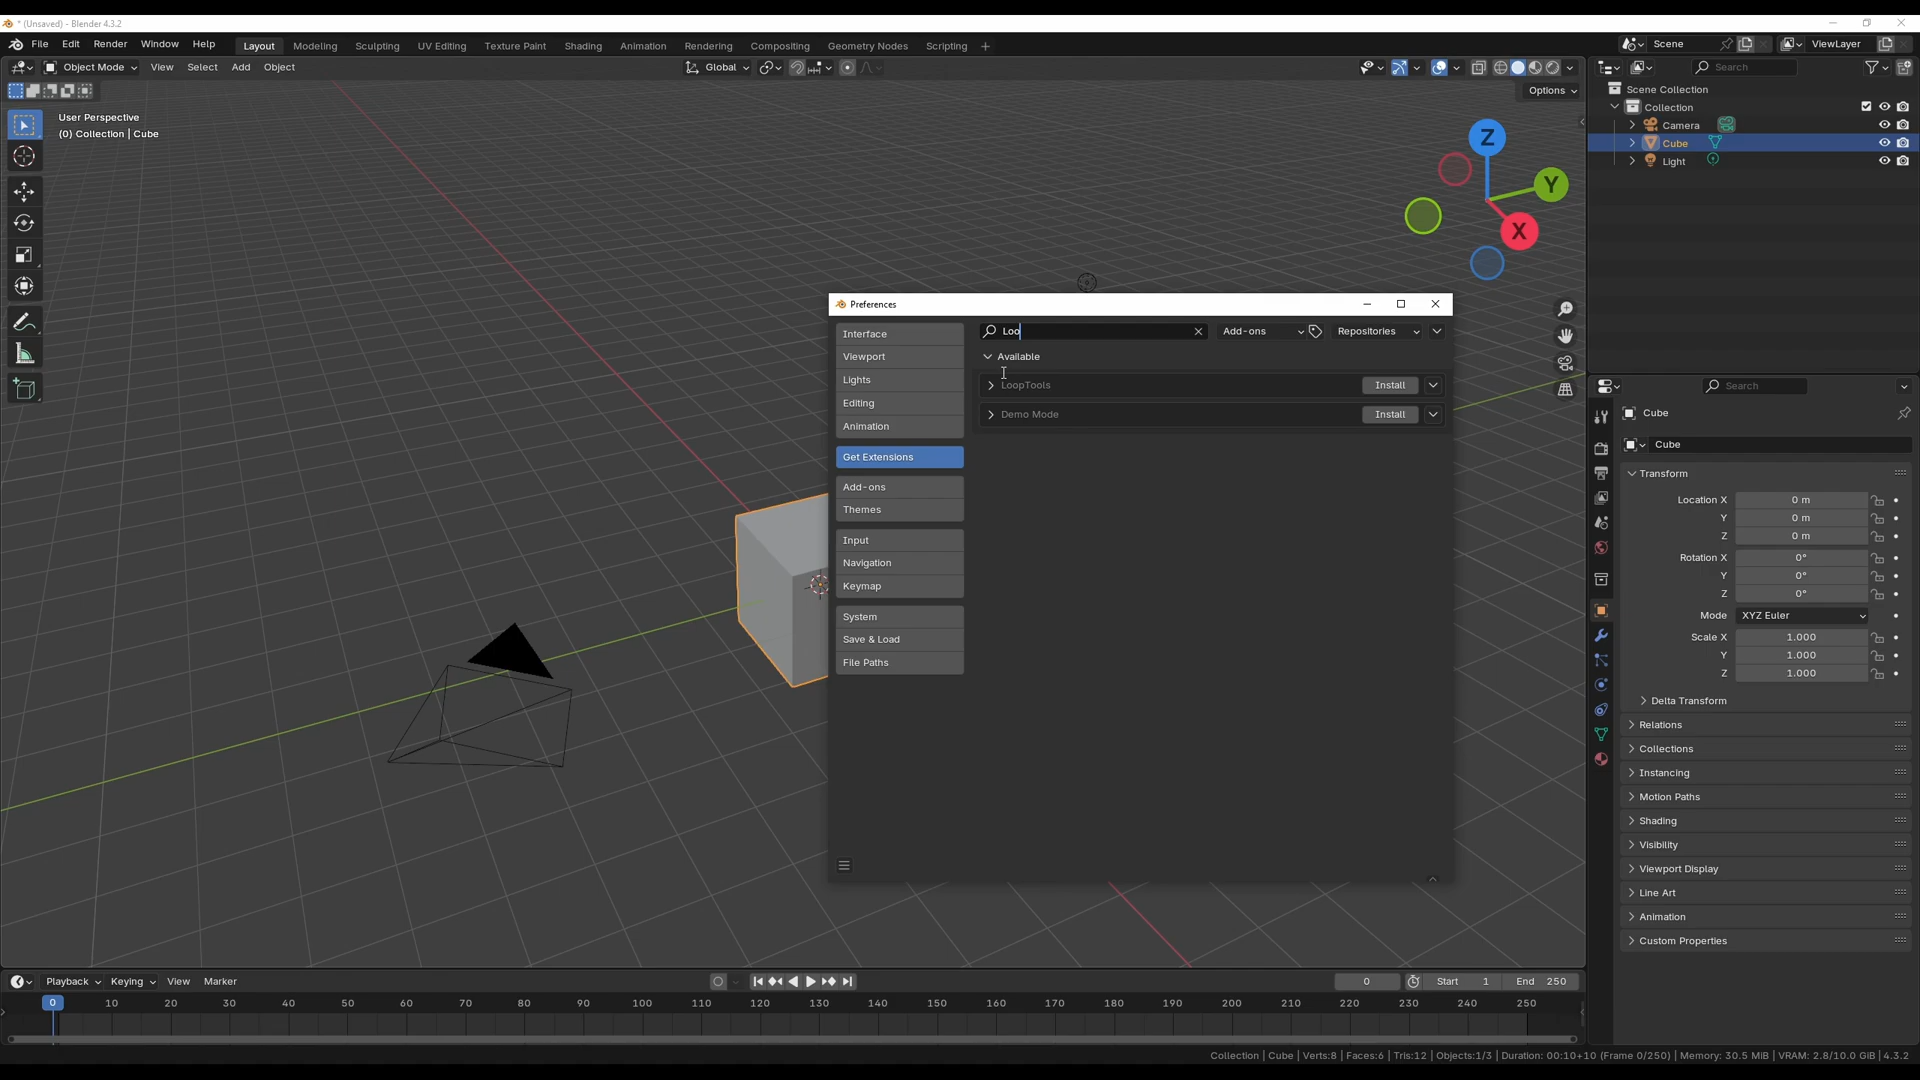 * (Unsaved) - Blender 4.3.2
File Edit Render Window Help Layout Modeling Sculpting UV Editing Texture Paint Shading Animation Rendering Compositing Geometry Nodes Scripting + Scene ViewLayer
Object Mode View Select Add Object Global Search
Options
User Perspective
(0) Collection | Cube
Z
Y
X
Scene Collection
Collection
Camera
Cube
Light
Preferences
Interface
Viewport
Lights
Editing
Animation
Get Extensions
Add-ons
Themes
Input
Navigation
Keymap
System
Save & Load
File Paths
Loo Add-ons Repositories
Available
LoopTools Install
Demo Mode Install
Search
Cube
Cube
Transform
Location X 0 m
Y 0 m
Z 0 m
Rotation X 0°
Y 0°
Z 0°
Mode XYZ Euler
Scale X 1.000
Y 1.000
Z 1.000
Delta Transform
Relations
Collections
Instancing
Motion Paths
Shading
Visibility
Viewport Display
Line Art
Animation
Custom Properties
Playback Keying View Marker 0 Start 1 End 250
0 10 20 30 40 50 60 70 80 90 100 110 120 130 140 150 160 170 180 190 200 210 220 230 240 250
Collection | Cube | Verts:8 | Faces:6 | Tris:12 | Objects:1/3 | Duration: 00:10+10 (Frame 0/250) | Memory: 30.5 MiB | VRAM: 2.8/10.0 GiB | 4.3.2